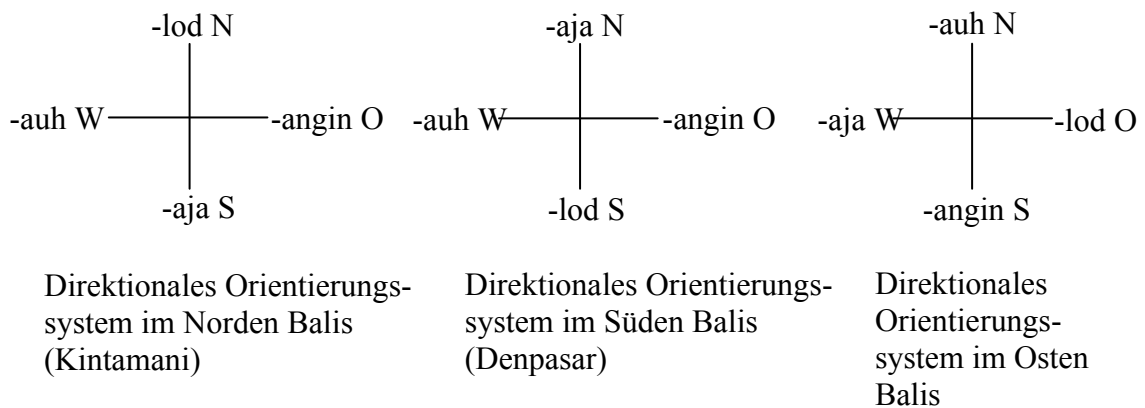 -lod N
-auh W
-angin O
-aja S
Direktionales Orientierungs-
system im Norden Balis
(Kintamani)
-aja N
-auh W
-angin O
-lod S
Direktionales Orientierungs-
system im Süden Balis
(Denpasar)
-auh N
-aja W
-lod O
-angin S
Direktionales
Orientierungs-
system im Osten
Balis